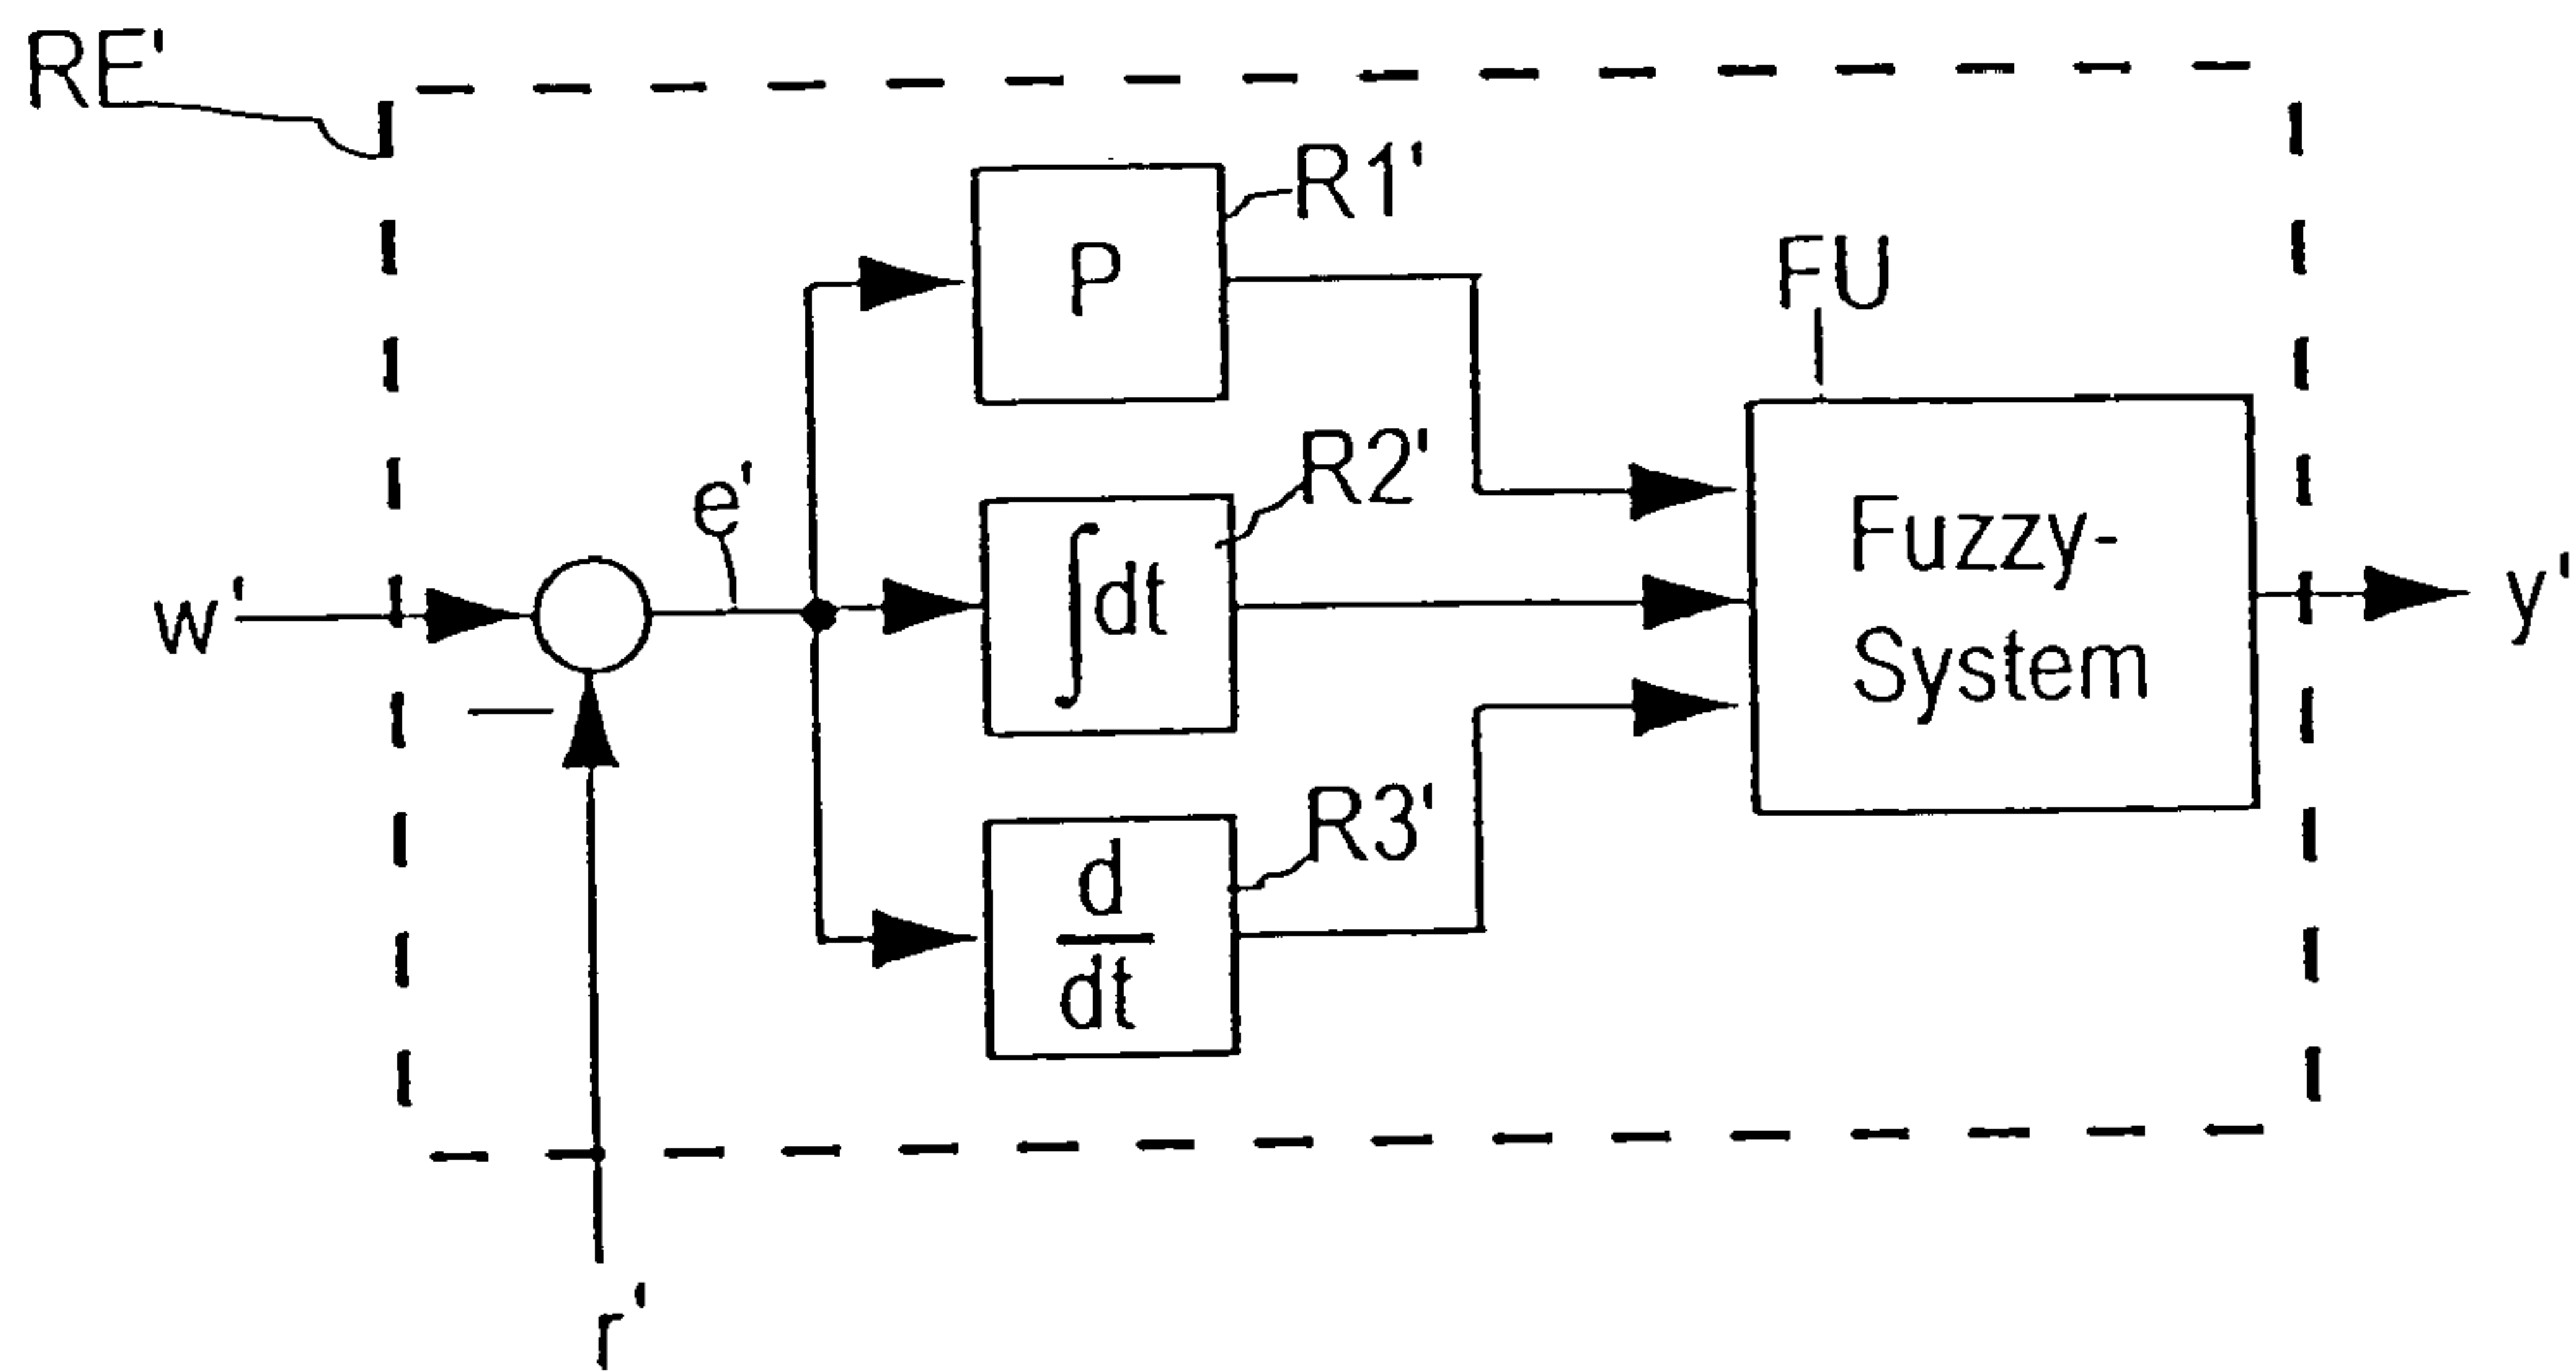 RE'
R1'
P
FU
R2'
e'
∫dt
Fuzzy-
System
w'
y'
—
R3'
d
dt
r'